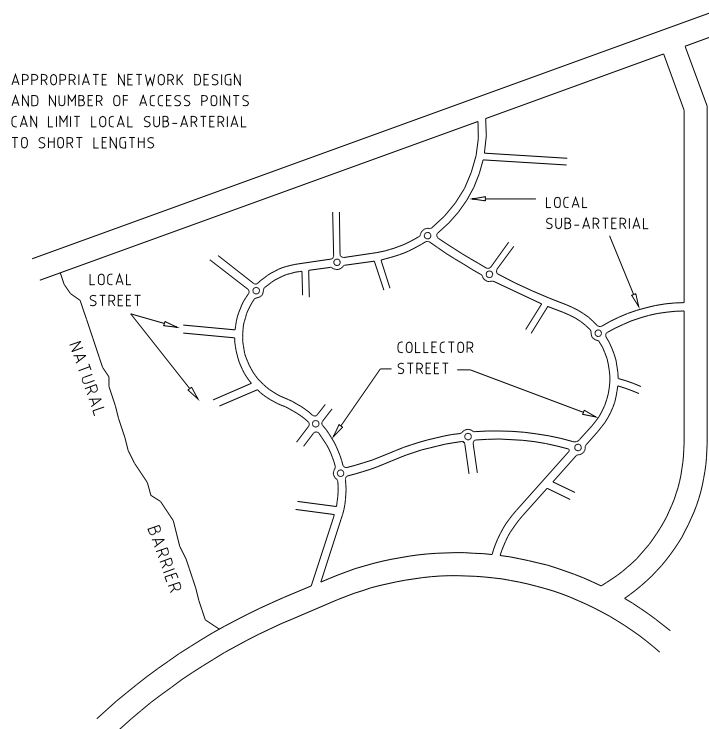 APPROPRIATE NETWORK DESIGN
AND NUMBER OF ACCESS POINTS
CAN LIMIT LOCAL SUB-ARTERIAL
TO SHORT LENGTHS
LOCAL
SUB-ARTERIAL
LOCAL
STREET
COLLECTOR
STREET
NATURAL
BARRIER